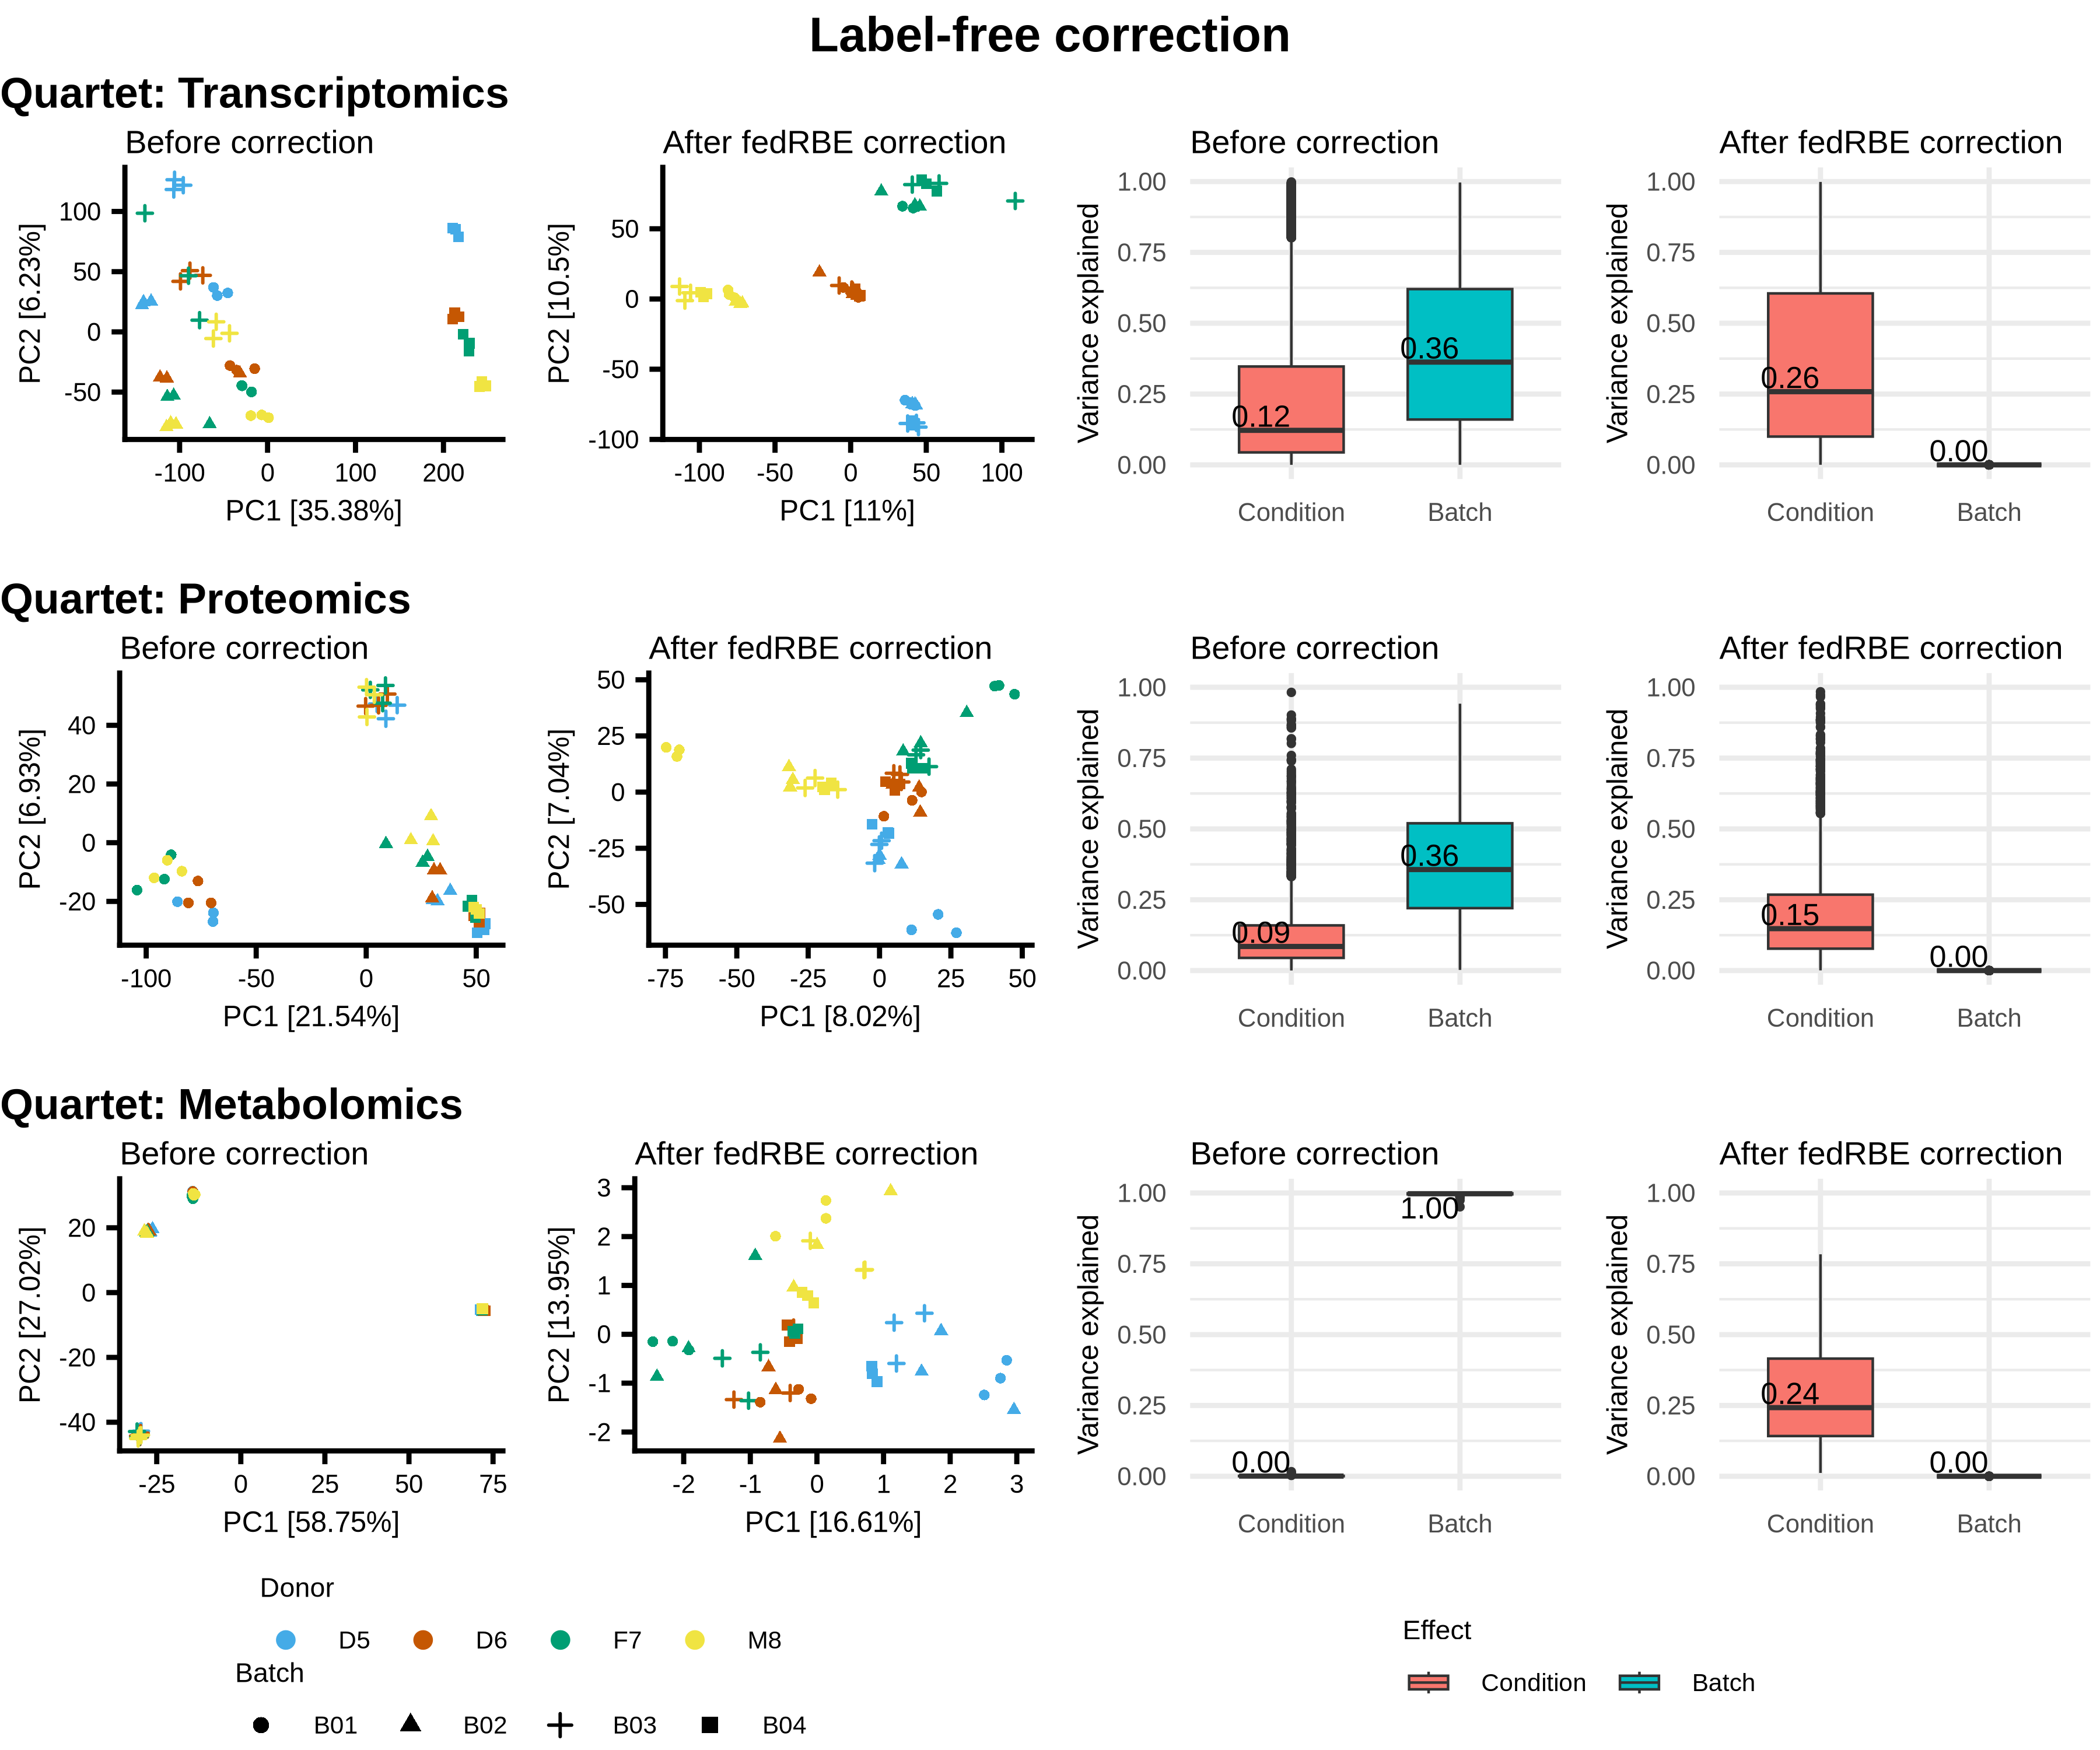 Label-free correction
Quartet: Transcriptomics
Before correction
PC2 [6.23%]
100
50
0
-50
-100 0 100 200
PC1 [35.38%]
After fedRBE correction
PC2 [10.5%]
50
0
-50
-100
-100 -50 0 50 100
PC1 [11%]
Before correction
Variance explained
1.00
0.75
0.50
0.25
0.00
0.12
0.36
Condition Batch
After fedRBE correction
Variance explained
1.00
0.75
0.50
0.25
0.00
0.26
0.00
Condition Batch
Quartet: Proteomics
Before correction
PC2 [6.93%]
40
20
0
-20
-100 -50 0 50
PC1 [21.54%]
After fedRBE correction
PC2 [7.04%]
50
25
0
-25
-50
-75 -50 -25 0 25 50
PC1 [8.02%]
Before correction
Variance explained
1.00
0.75
0.50
0.25
0.00
0.09
0.36
Condition Batch
After fedRBE correction
Variance explained
1.00
0.75
0.50
0.25
0.00
0.15
0.00
Condition Batch
Quartet: Metabolomics
Before correction
PC2 [27.02%]
20
0
-20
-40
-25 0 25 50 75
PC1 [58.75%]
After fedRBE correction
PC2 [13.95%]
3
2
1
0
-1
-2
-2 -1 0 1 2 3
PC1 [16.61%]
Before correction
Variance explained
1.00
0.75
0.50
0.25
0.00
0.00
1.00
Condition Batch
After fedRBE correction
Variance explained
1.00
0.75
0.50
0.25
0.00
0.24
0.00
Condition Batch
Donor
D5 D6 F7 M8
Batch
B01 B02 B03 B04
Effect
Condition Batch